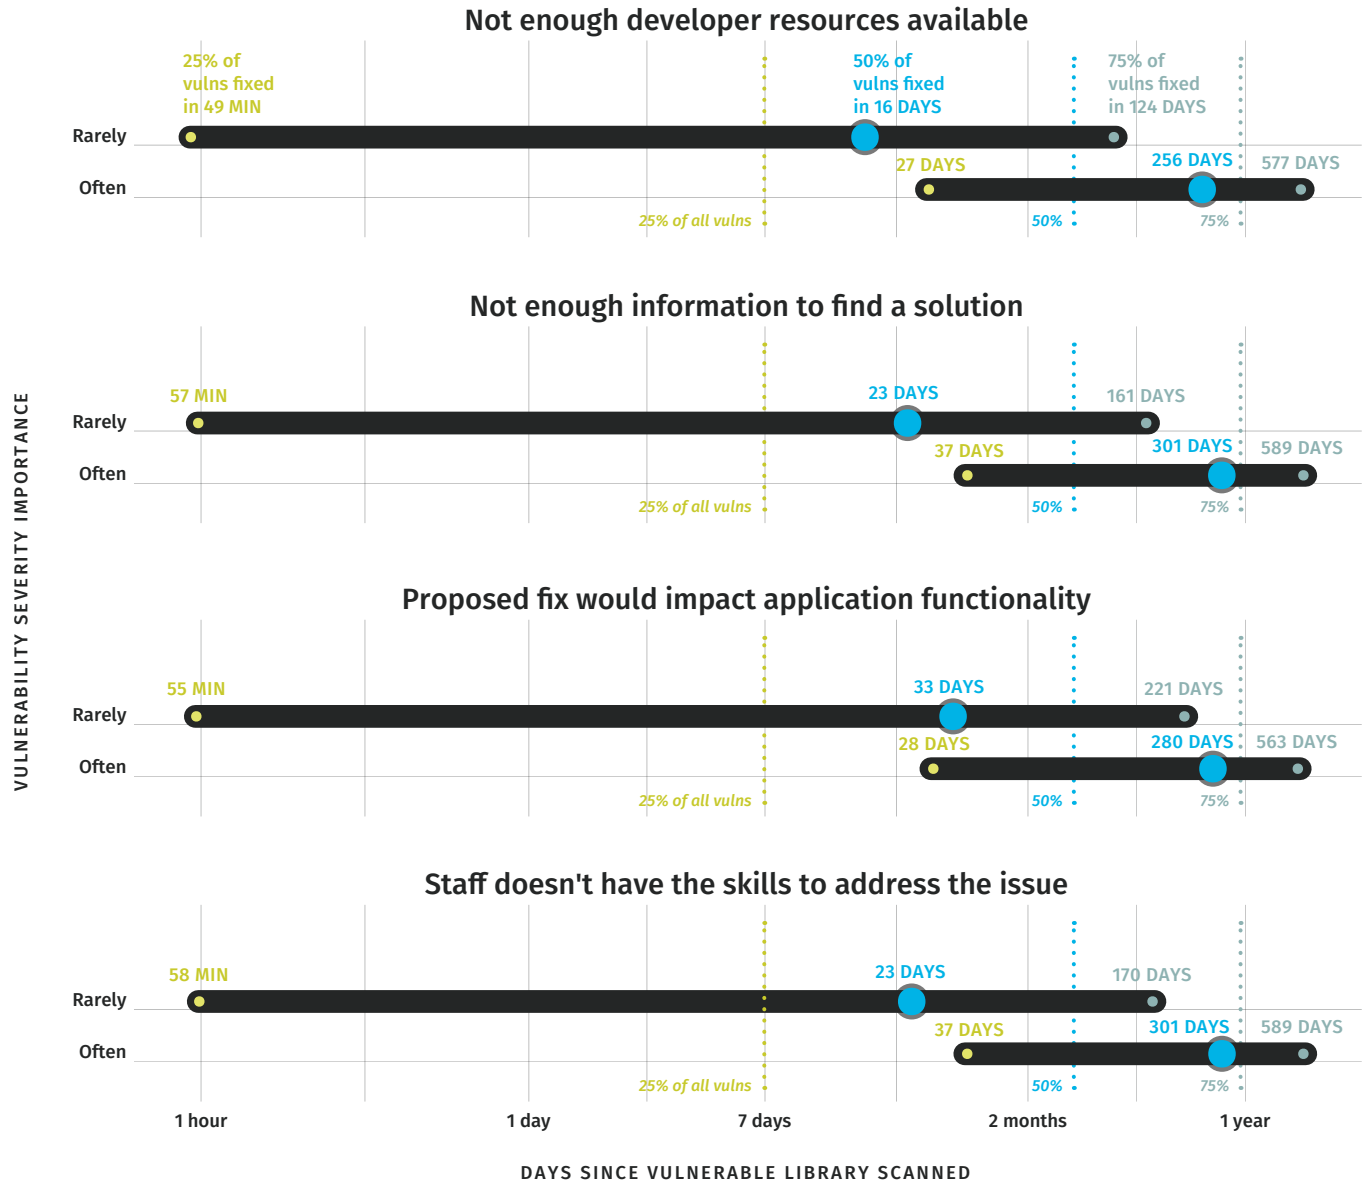 Not enough developer resources available
25% of
vulns fixed
in 49 MIN
50% of
vulns fixed
in 16 DAYS
75% of
vulns fixed
in 124 DAYS
Rarely
27 DAYS
256 DAYS
577 DAYS
Often
25% of all vulns
50%
75%
Not enough information to find a solution
57 MIN
23 DAYS
161 DAYS
Rarely
37 DAYS
301 DAYS
589 DAYS
Often
25% of all vulns
50%
75%
VULNERABILITY SEVERITY IMPORTANCE
Proposed fix would impact application functionality
55 MIN
33 DAYS
221 DAYS
Rarely
28 DAYS
280 DAYS
563 DAYS
Often
25% of all vulns
50%
75%
Staff doesn't have the skills to address the issue
58 MIN
23 DAYS
170 DAYS
Rarely
37 DAYS
301 DAYS
589 DAYS
Often
25% of all vulns
50%
75%
1 hour
1 day
7 days
2 months
1 year
DAYS SINCE VULNERABLE LIBRARY SCANNED